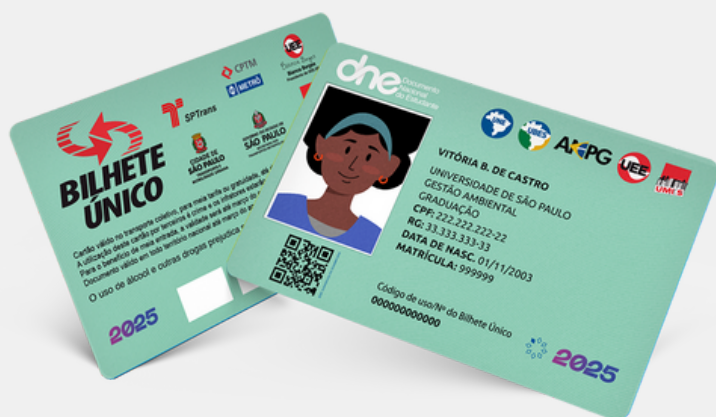 CPTM
UEE
METRÔ
SPTrans
CIDADE DE
SÃO PAULO
SÃO PAULO
BILHETE
ÚNICO
Cartão válido no transporte coletivo, para meia tarifa ou gratuidade, até
A utilização deste cartão por terceiros é crime e os infratores estarão
Para o benefício de meia entrada, a validade será até março do
Documento válido em todo território nacional até março do
O uso de álcool e outras drogas prejudica
2025
dne
Documento
Nacional
do Estudante
UNE
UBES
ANPG
UEE
UMES
VITÓRIA B. DE CASTRO
UNIVERSIDADE DE SÃO PAULO
GESTÃO AMBIENTAL
GRADUAÇÃO
CPF: 222.222.222-22
RG: 33.333.333-33
DATA DE NASC. 01/11/2003
MATRÍCULA: 999999
Código de uso/Nº do Bilhete Único
000000000000
2025